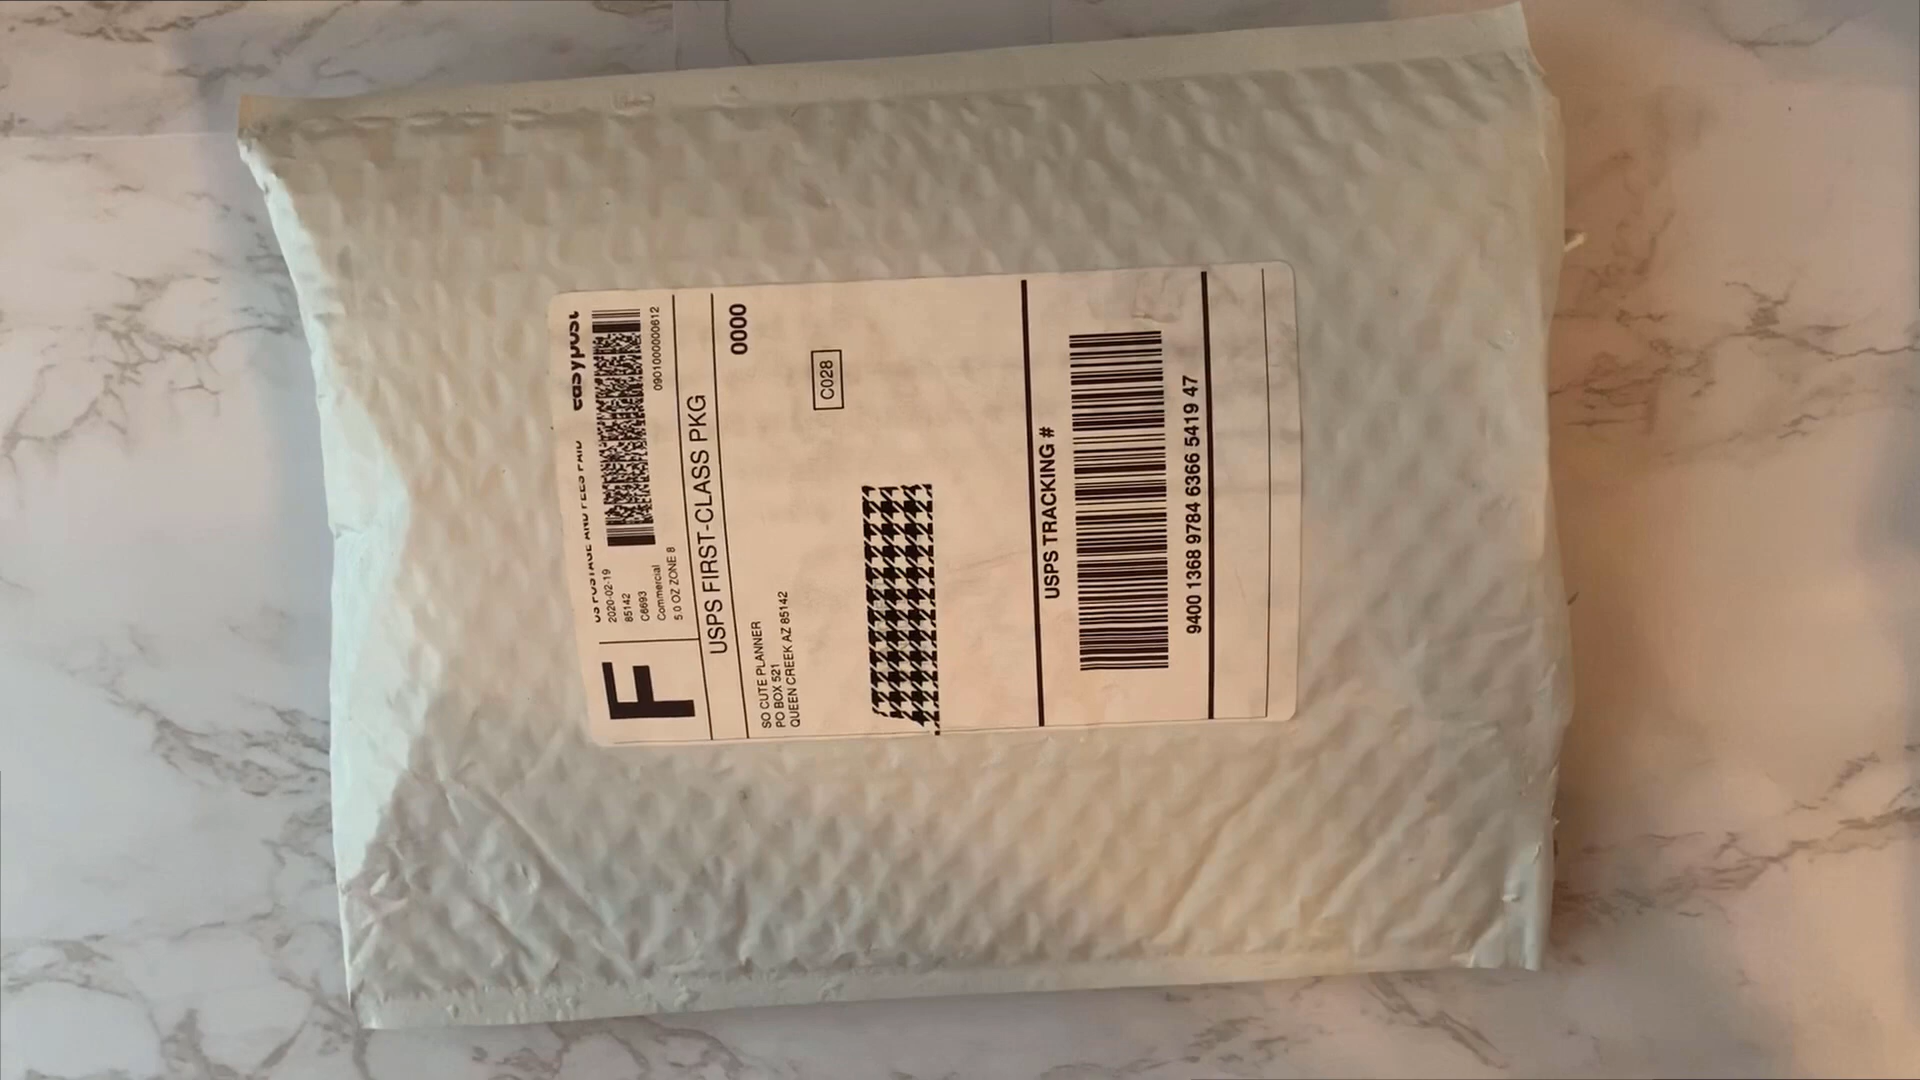 F
US POSTAGE AND FEES PAID
2020-02-19
85142
C6693
Commercial
5.0 OZ ZONE 8
easypost
0901000000612
USPS FIRST-CLASS PKG
SO CUTE PLANNER
PO BOX 521
QUEEN CREEK AZ 85142
0000
C028
USPS TRACKING #
9400 1368 9784 6366 5419 47